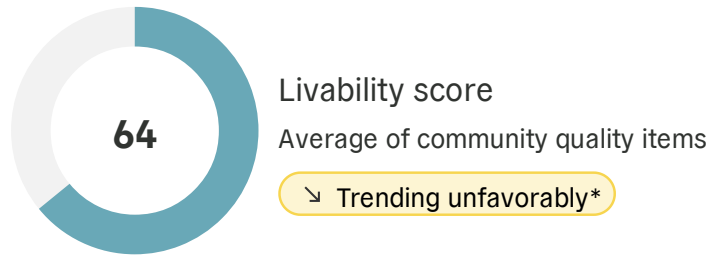 64
Livability score
Average of community quality items
↘ Trending unfavorably*